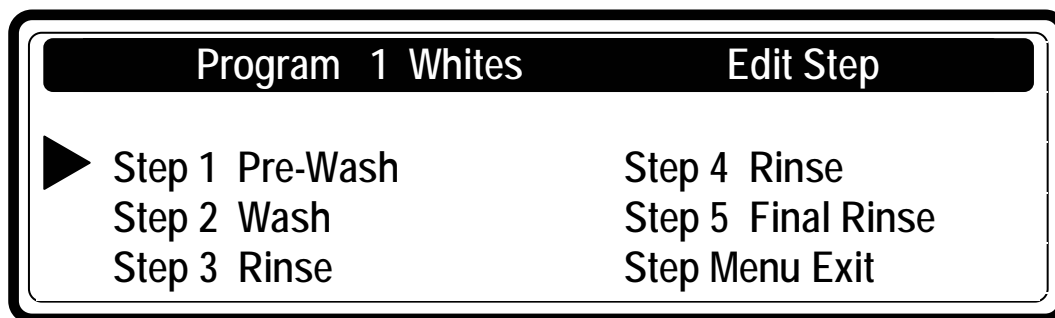 Program 1 Whites Edit Step
Step 1 Pre-Wash Step 4 Rinse
Step 2 Wash Step 5 Final Rinse
Step 3 Rinse Step Menu Exit